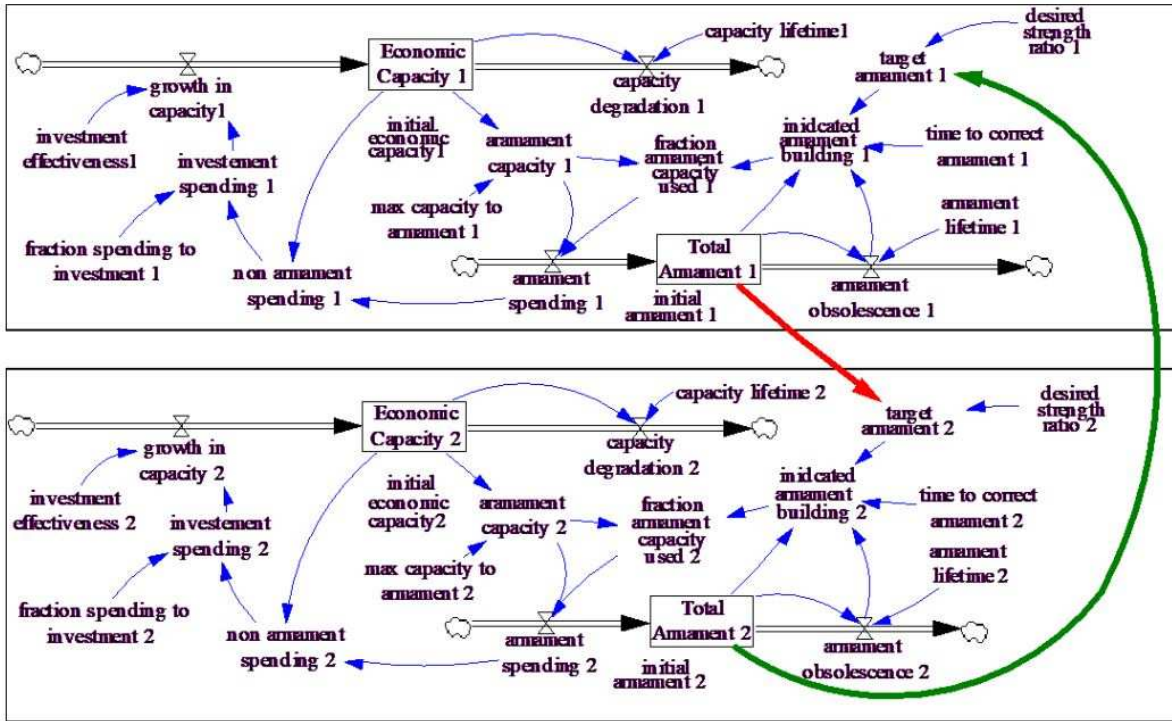 Economic
Capacity 1
capacity lifetime1
desired
strength
ratio 1
target
armament 1
growth in
capacity1
capacity
degradation 1
investment
effectiveness1
initial
economic
capacity1
aramament
capacity 1
fraction
armament
capacity
used 1
inidcated
armament
building 1
time to correct
armament 1
investement
spending 1
max capacity to
armament 1
armament
lifetime 1
fraction spending to
investment 1
non armament
spending 1
armament
spending 1
Total
Armament 1
initial
armament 1
armament
obsolescence 1
Economic
Capacity 2
capacity lifetime 2
desired
strength
ratio 2
target
armament 2
growth in
capacity 2
capacity
degradation 2
investment
effectiveness 2
initial
economic
capacity2
aramament
capacity 2
fraction
armament
capacity
used 2
inidcated
armament
building 2
time to correct
armament 2
investement
spending 2
max capacity to
armament 2
armament
lifetime 2
fraction spending to
investment 2
non armament
spending 2
armament
spending 2
Total
Armament 2
initial
armament 2
armament
obsolescence 2